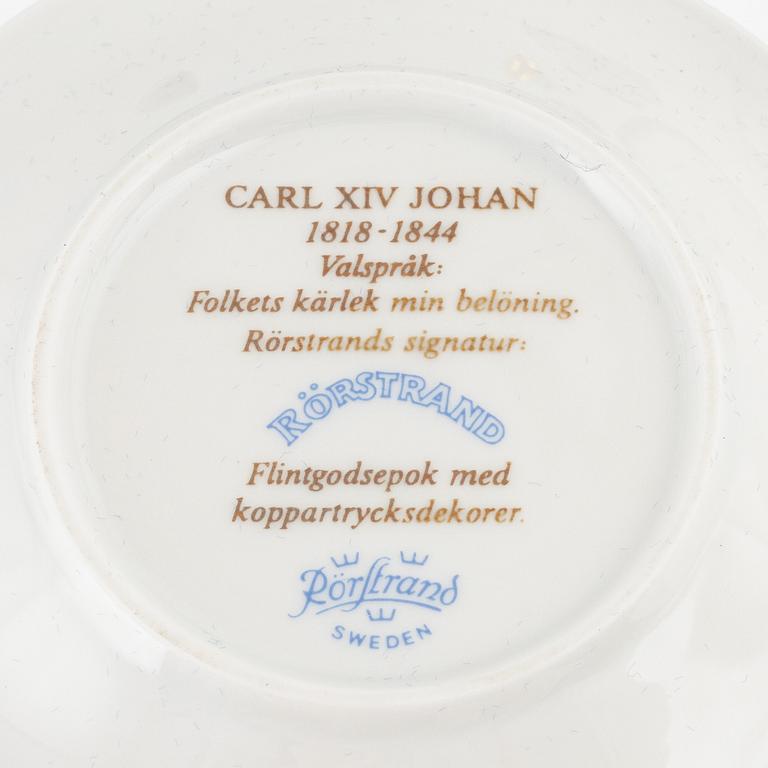 CARL XIV JOHAN
1818-1844
Valspråk:
Folkets kärlek min belöning.
Rörstrands signatur:
RÖRSTRAND
Flintgodsepok med
koppartrycksdekorer.
Rörstrand
SWEDEN